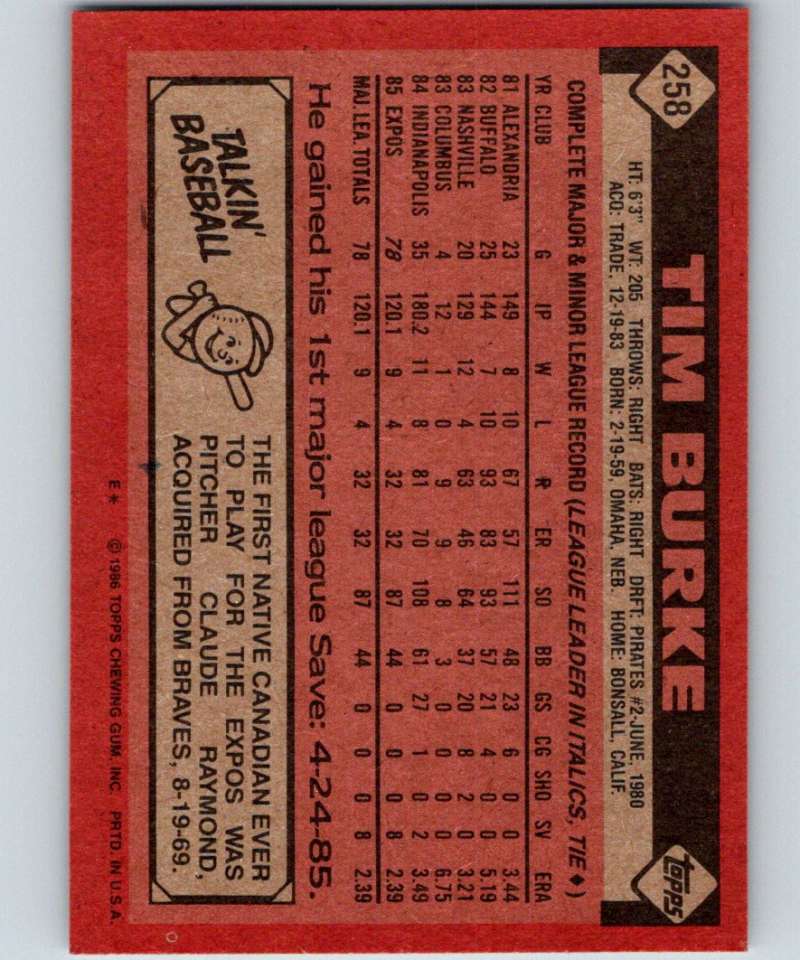 258
TIM BURKE
topps
HT: 6'3" WT: 205 THROWS: RIGHT BATS: RIGHT DRFT: PIRATES #2-JUNE, 1980
ACQ: TRADE, 12-19-83 BORN: 2-19-59, OMAHA, NEB. HOME: BONSALL, CALIF.
COMPLETE MAJOR & MINOR LEAGUE RECORD (LEAGUE LEADER IN ITALICS, TIE♦)
YR CLUB G IP W L R ER SO BB GS CG SHO SV ERA
81 ALEXANDRIA 23 149 8 10 67 57 111 48 23 6 0 0 3.44
82 BUFFALO 25 144 7 10 93 83 93 57 21 4 0 0 5.19
83 NASHVILLE 20 129 12 4 63 46 64 37 20 8 2 0 3.21
83 COLUMBUS 4 12 1 0 9 9 8 3 0 0 0 0 6.75
84 INDIANAPOLIS 35 180.2 11 8 81 70 108 61 27 1 0 2 3.49
85 EXPOS 78 120.1 9 4 32 32 87 44 0 0 0 8 2.39
MAJ. LEA. TOTALS 78 120.1 9 4 32 32 87 44 0 0 0 8 2.39
He gained his 1st major league Save: 4-24-85.
TALKIN'
BASEBALL
THE FIRST NATIVE CANADIAN EVER
TO PLAY FOR THE EXPOS WAS
PITCHER CLAUDE RAYMOND,
ACQUIRED FROM BRAVES, 8-19-69.
E* © 1986 TOPPS CHEWING GUM, INC. PRTD. IN U.S.A.